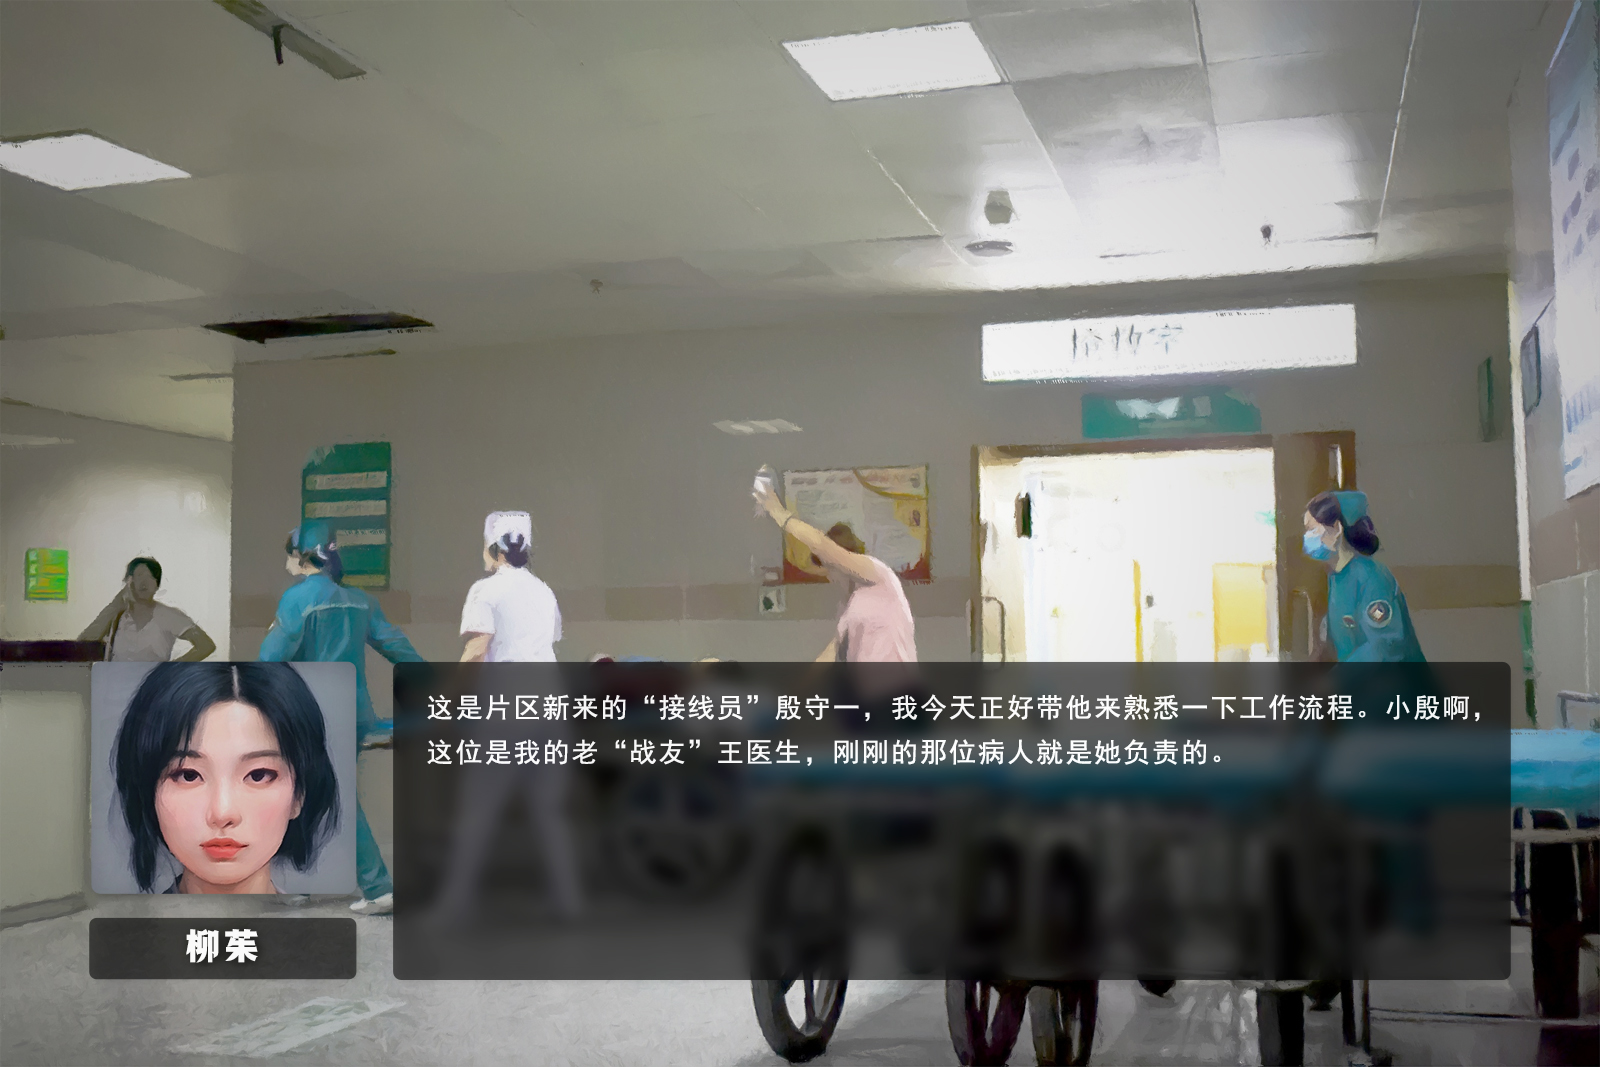 这是片区新来的“接线员”殷守一，我今天正好带他来熟悉一下工作流程。小殷啊，
这位是我的老“战友”王医生，刚刚的那位病人就是她负责的。
柳茱